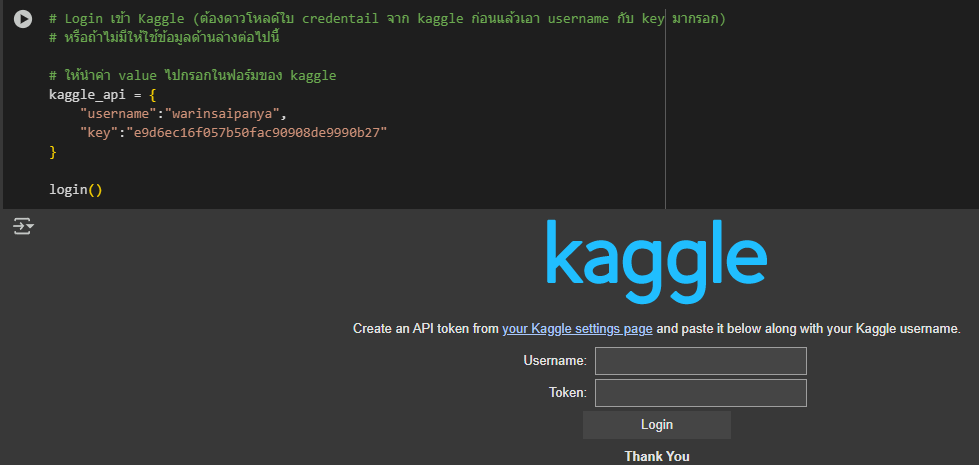 # Login เข้า Kaggle (ต้องดาวโหลดใบ credentail จาก kaggle ก่อนแล้วเอา username กับ key มากรอก)
# หรือถ้าไม่มีให้ใช้ข้อมูลด้านล่างต่อไปนี้
# ให้นำค่า value ไปกรอกในฟอร์มของ kaggle
kaggle_api = {
"username":"warinsaipanya",
"key":"e9d6ec16f057b50fac90908de9990b27"
}
login()
kaggle
Create an API token from your Kaggle settings page and paste it below along with your Kaggle username.
Username:
Token:
Login
Thank You